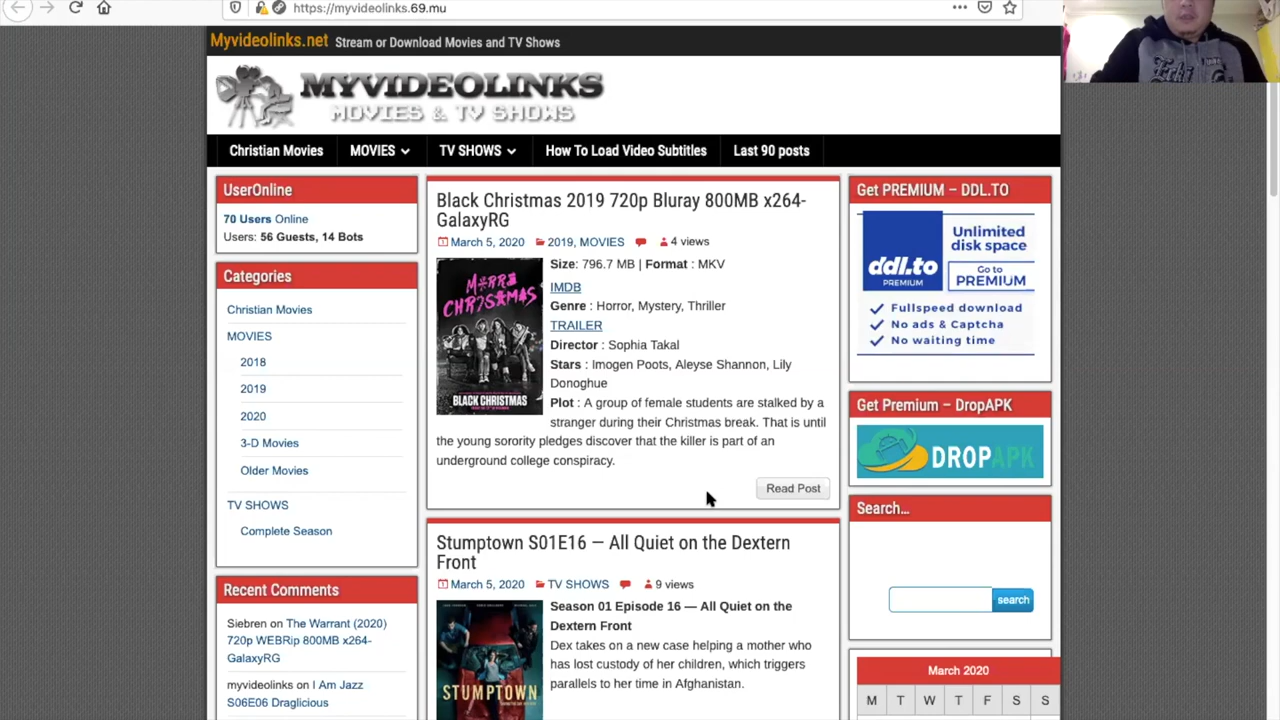 https://myvideolinks.69.mu
Myvideolinks.net Stream or Download Movies and TV Shows
MYVIDEOLINKS
MOVIES & TV SHOWS
Christian Movies MOVIES TV SHOWS How To Load Video Subtitles Last 90 posts
UserOnline
70 Users Online
Users: 56 Guests, 14 Bots
Categories
Christian Movies
MOVIES
2018
2019
2020
3-D Movies
Older Movies
TV SHOWS
Complete Season
Recent Comments
Siebren on The Warrant (2020)
720p WEBRip 800MB x264-
GalaxyRG
myvideolinks on I Am Jazz
S06E06 Draglicious
Black Christmas 2019 720p Bluray 800MB x264-
GalaxyRG
March 5, 2020 2019, MOVIES 4 views
MERRY
CHRISTMAS
BLACK CHRISTMAS
Size: 796.7 MB | Format : MKV
IMDB
Genre : Horror, Mystery, Thriller
TRAILER
Director : Sophia Takal
Stars : Imogen Poots, Aleyse Shannon, Lily
Donoghue
Plot : A group of female students are stalked by a
stranger during their Christmas break. That is until
the young sorority pledges discover that the killer is part of an
underground college conspiracy.
Read Post
Stumptown S01E16 — All Quiet on the Dextern
Front
March 5, 2020 TV SHOWS 9 views
STUMPTOWN
Season 01 Episode 16 — All Quiet on the
Dextern Front
Dex takes on a new case helping a mother who
has lost custody of her children, which triggers
parallels to her time in Afghanistan.
Get PREMIUM – DDL.TO
ddl.to
PREMIUM
Unlimited
disk space
Go to
PREMIUM
Fullspeed download
No ads & Captcha
No waiting time
Get Premium – DropAPK
DROPAPK
Search...
search
March 2020
M T W T F S S